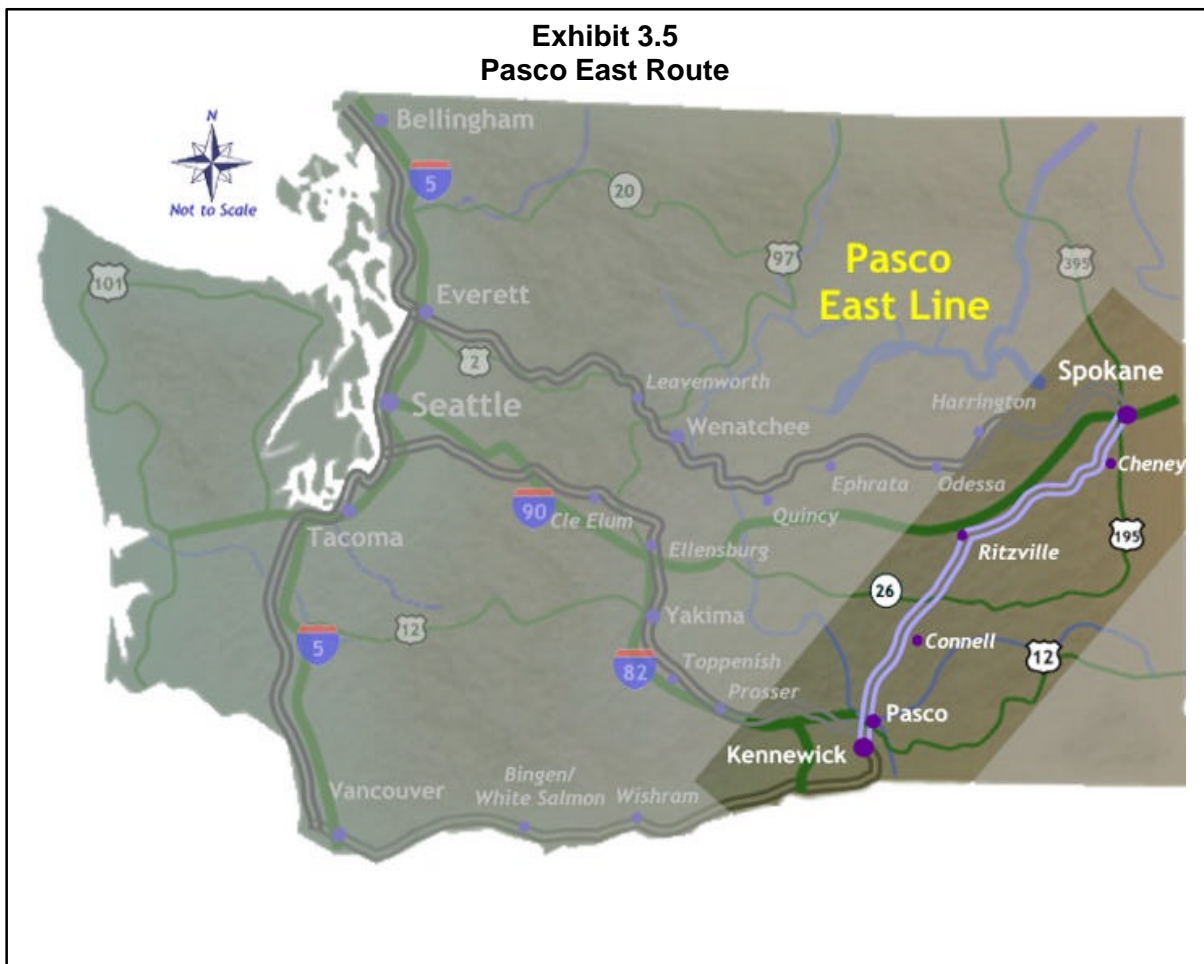 Exhibit 3.5
Pasco East Route
N
Not to Scale
Bellingham
5
20
97
395
101
Pasco
East Line
Everett
2
Spokane
Leavenworth
Harrington
Seattle
Wenatchee
Cheney
Ephrata
Odessa
Quincy
90
Cle Elum
Tacoma
Ellensburg
Ritzville
195
26
Yakima
12
5
Connell
12
82
Toppenish
Prosser
Pasco
Kennewick
Vancouver
Bingen/
White Salmon
Wishram